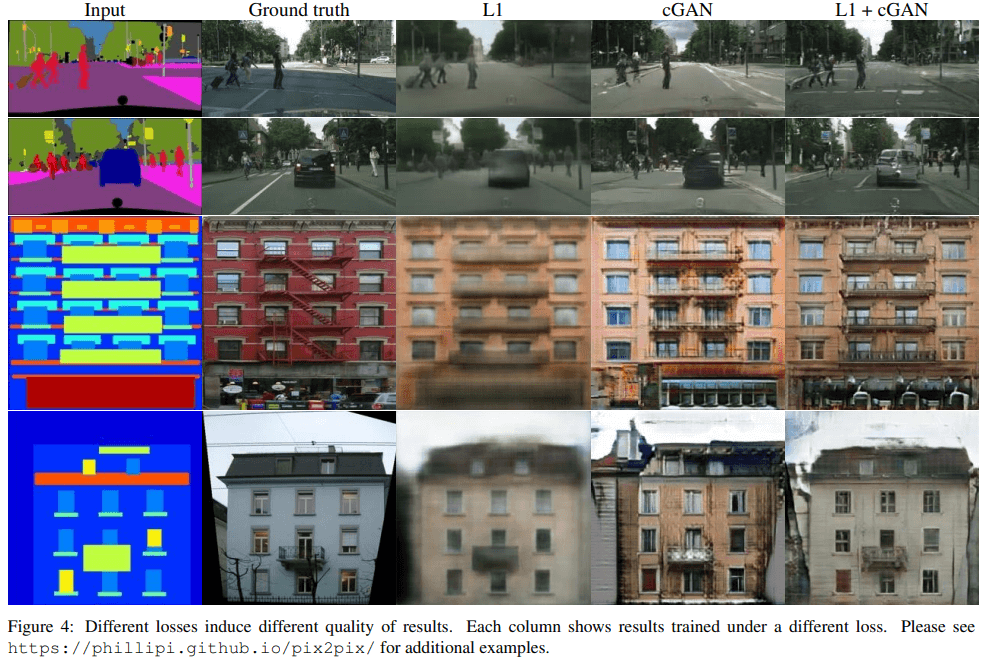 Input Ground truth L1 cGAN L1 + cGAN
Figure 4: Different losses induce different quality of results. Each column shows results trained under a different loss. Please see
https://phillipi.github.io/pix2pix/ for additional examples.